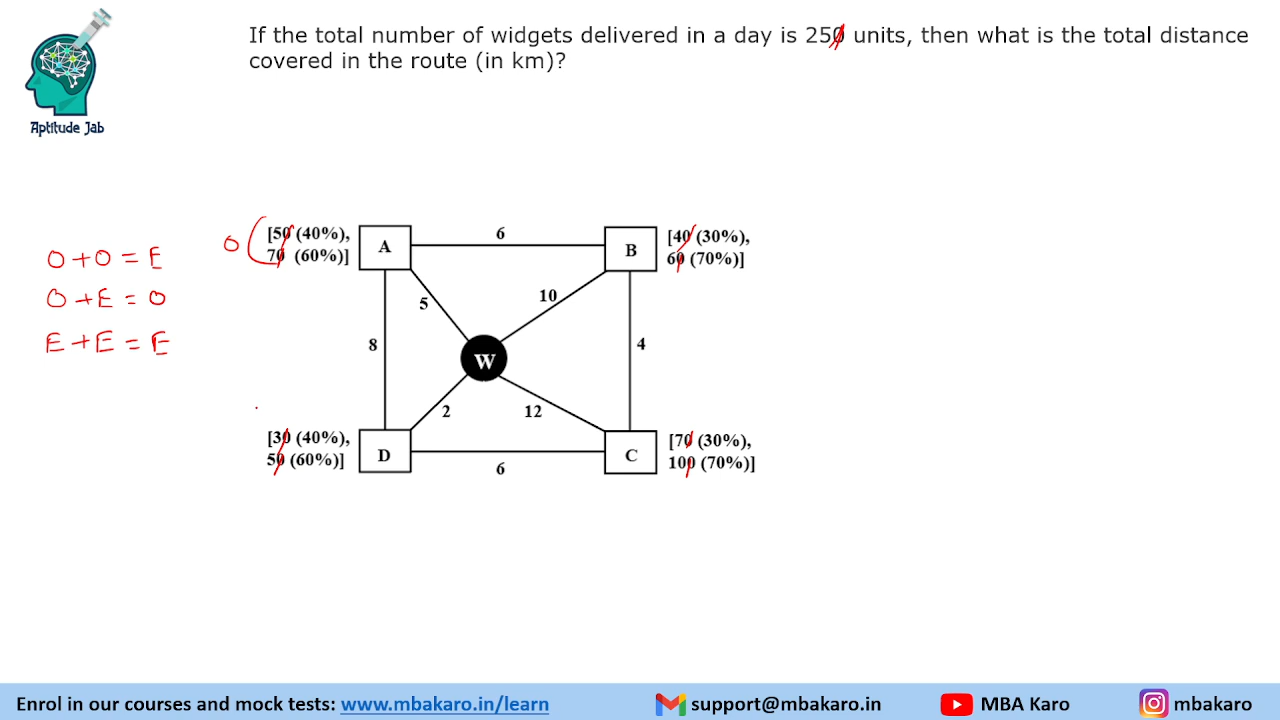 If the total number of widgets delivered in a day is 250 units, then what is the total distance
covered in the route (in km)?
Aptitude Jab
O + O = E
O + E = O
E + E = E
O
[50 (40%),
70 (60%)]
A
6
B
[40 (30%),
60 (70%)]
5
10
8
W
4
2
12
[30 (40%),
50 (60%)]
D
6
C
[70 (30%),
100 (70%)]
Enrol in our courses and mock tests: www.mbakaro.in/learn
support@mbakaro.in
MBA Karo
mbakaro.in